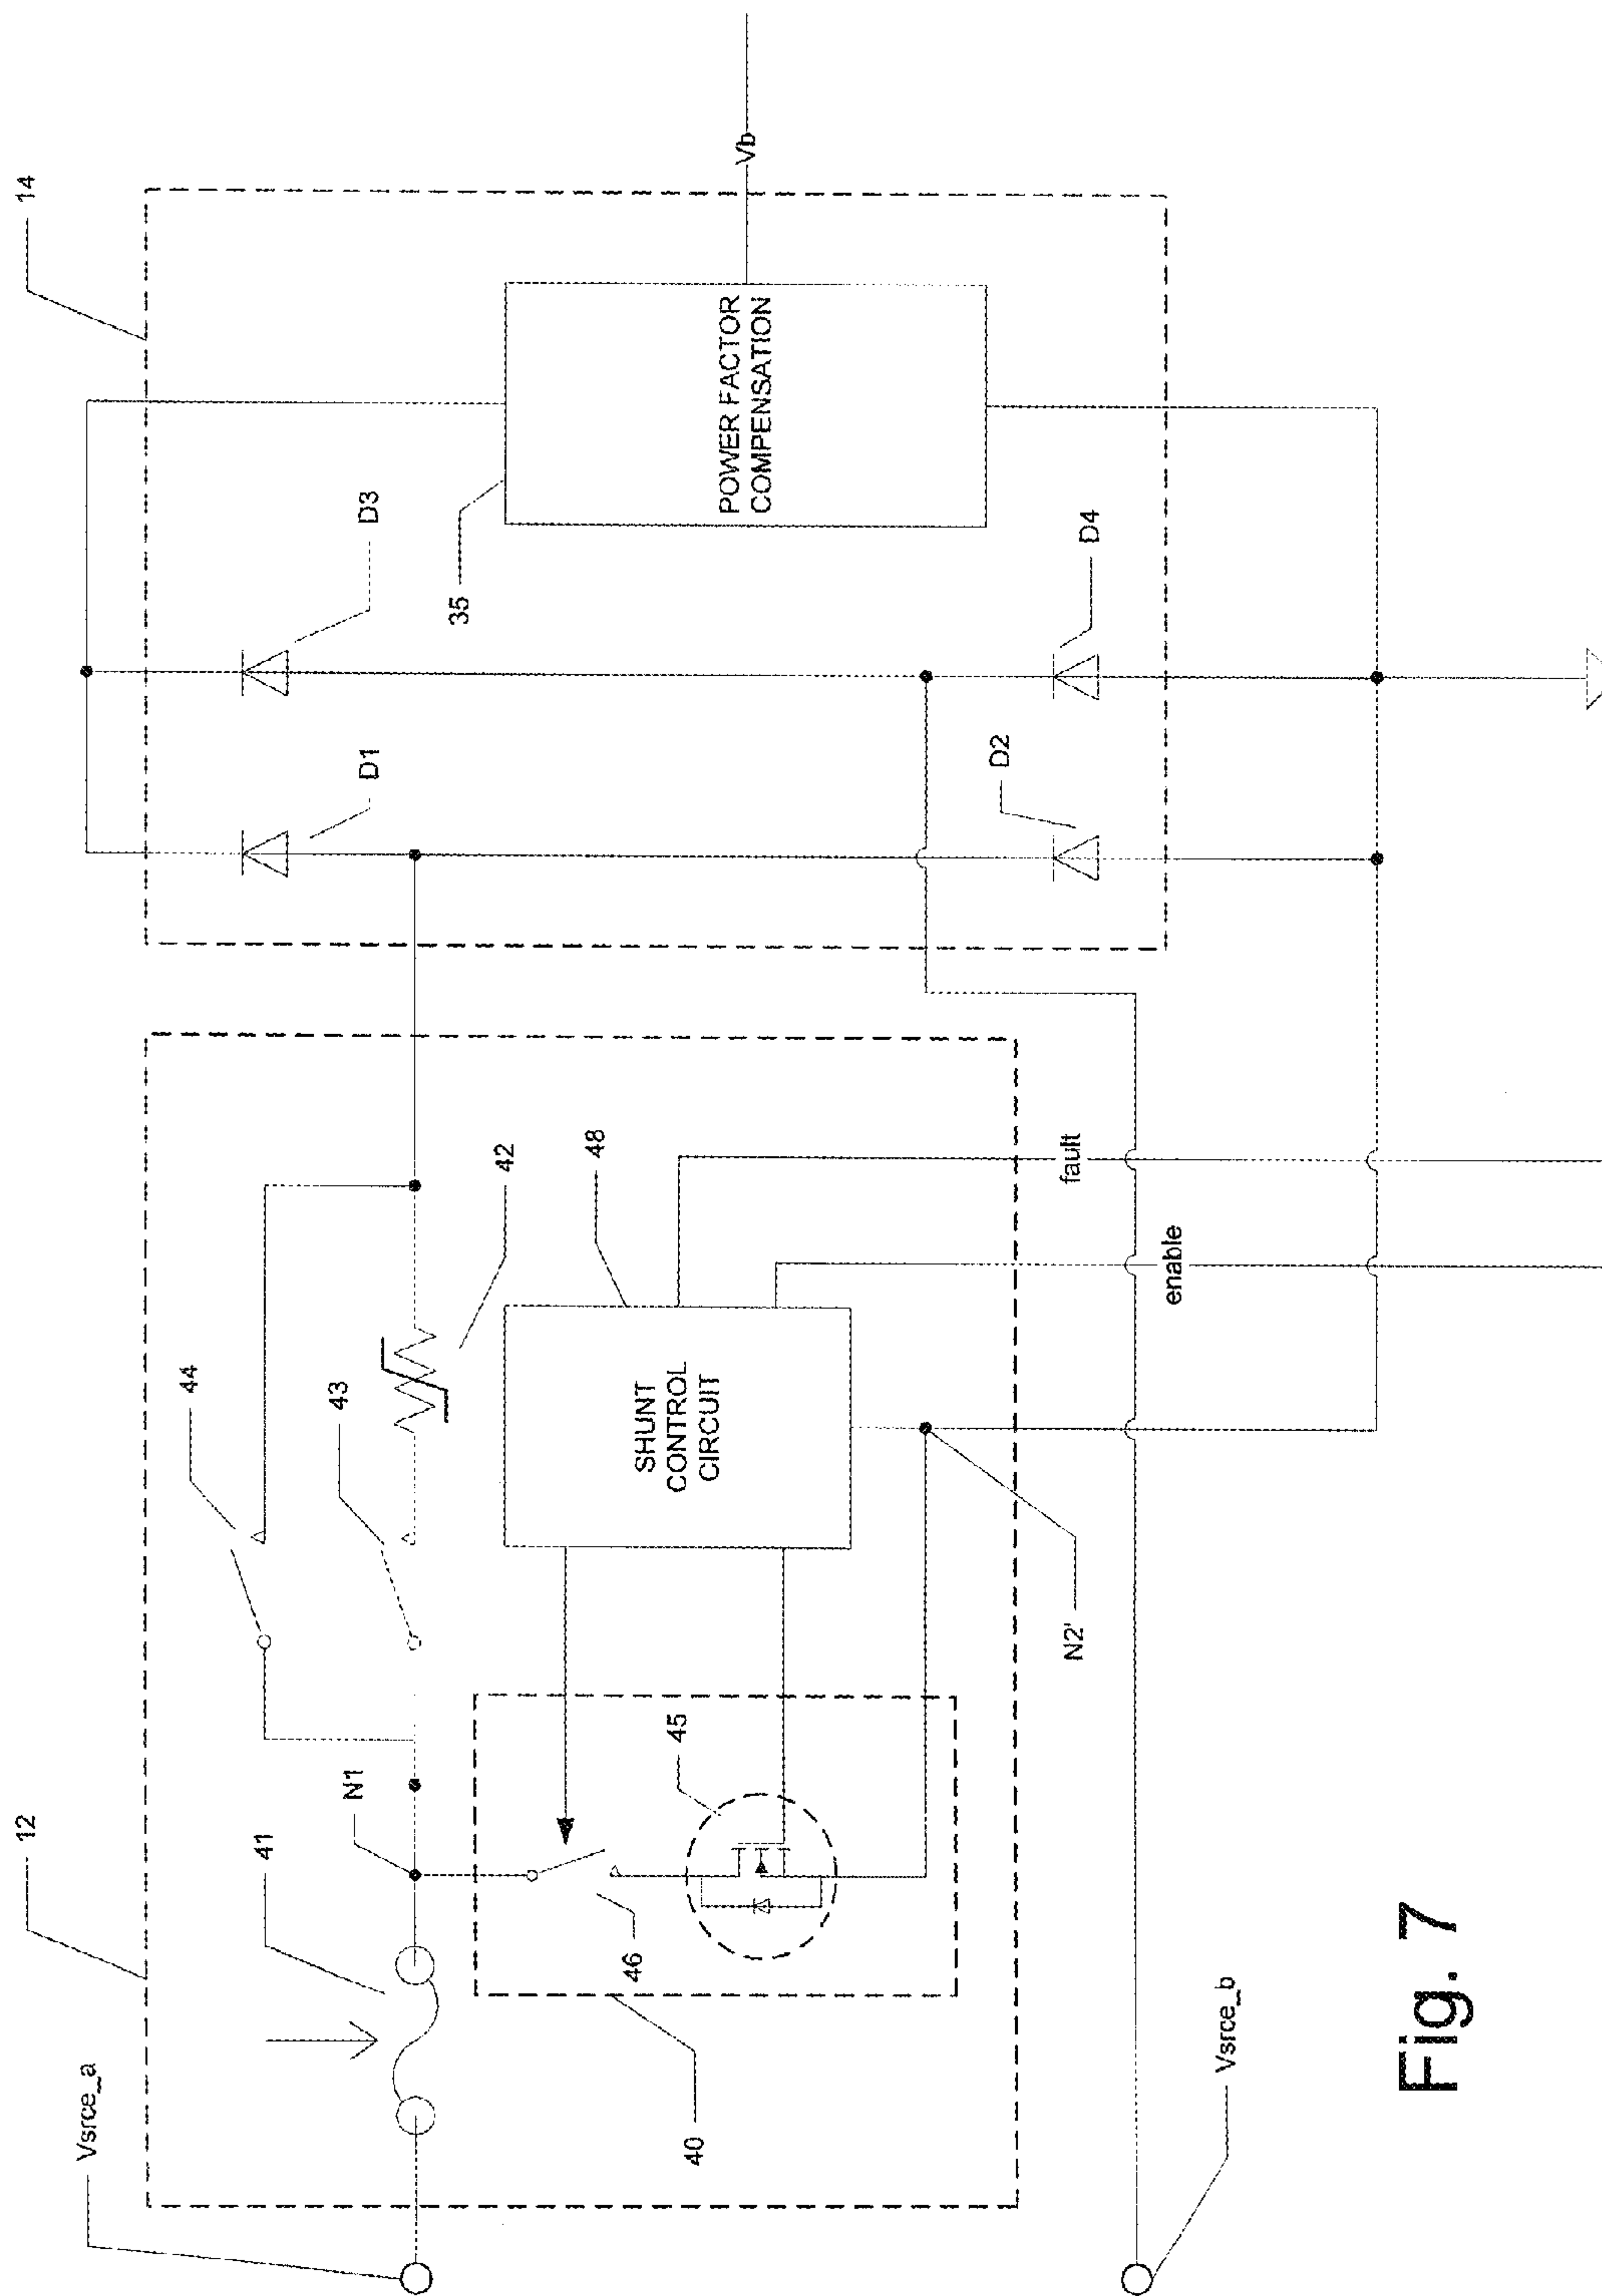 14
Vb
POWER FACTOR
COMPENSATION
35
D3
D4
D1
D2
12
44
43
42
48
SHUNT
CONTROL
CIRCUIT
fault
enable
N1
41
45
46
40
N2'
Vsrce_a
Vsrce_b
Fig. 7